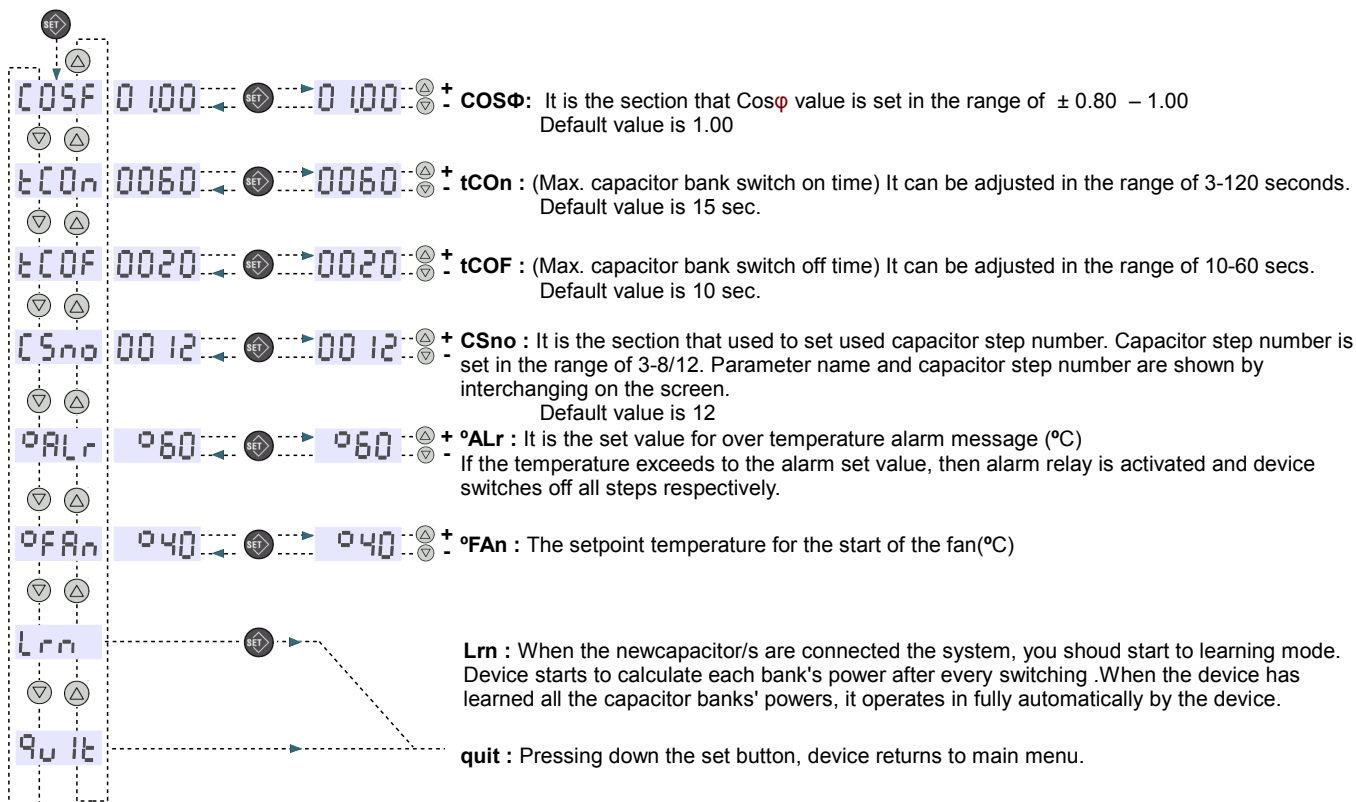 SET
COSF 01.00 SET 01.00 + - COSΦ: It is the section that Cosφ value is set in the range of ± 0.80 – 1.00
Default value is 1.00
tCOn 0060 SET 0060 + - tCOn : (Max. capacitor bank switch on time) It can be adjusted in the range of 3-120 seconds.
Default value is 15 sec.
tCOF 0020 SET 0020 + - tCOF : (Max. capacitor bank switch off time) It can be adjusted in the range of 10-60 secs.
Default value is 10 sec.
CSno 0012 SET 0012 + - CSno : It is the section that used to set used capacitor step number. Capacitor step number is
set in the range of 3-8/12. Parameter name and capacitor step number are shown by
interchanging on the screen.
Default value is 12
ºALr º60 SET º60 + - ºALr : It is the set value for over temperature alarm message (ºC)
If the temperature exceeds to the alarm set value, then alarm relay is activated and device
switches off all steps respectively.
ºFAn º40 SET º40 + - ºFAn : The setpoint temperature for the start of the fan(ºC)
Lrn SET
Lrn : When the newcapacitor/s are connected the system, you shoud start to learning mode.
Device starts to calculate each bank's power after every switching .When the device has
learned all the capacitor banks' powers, it operates in fully automatically by the device.
quIt quit : Pressing down the set button, device returns to main menu.